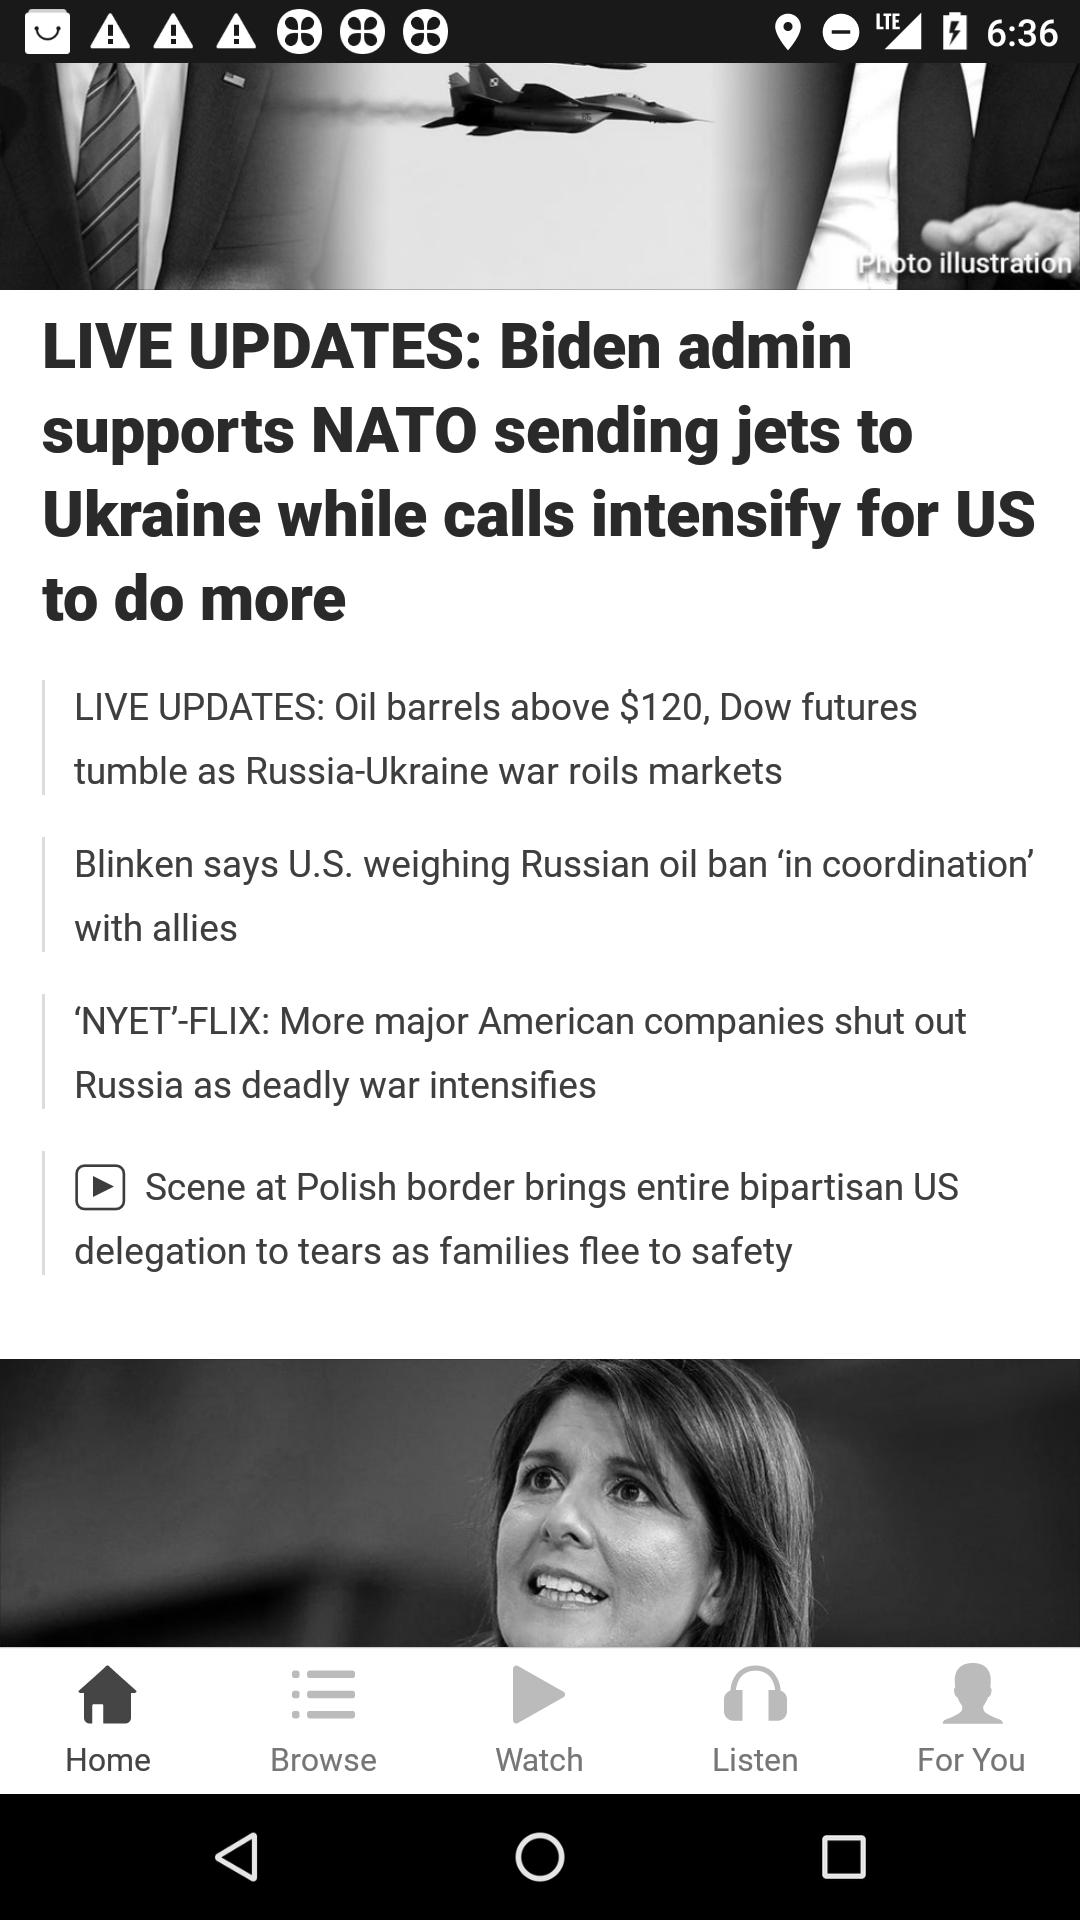 LTE 6:36
Photo illustration
LIVE UPDATES: Biden admin
supports NATO sending jets to
Ukraine while calls intensify for US
to do more
LIVE UPDATES: Oil barrels above $120, Dow futures
tumble as Russia-Ukraine war roils markets
Blinken says U.S. weighing Russian oil ban ‘in coordination’
with allies
‘NYET’-FLIX: More major American companies shut out
Russia as deadly war intensifies
Scene at Polish border brings entire bipartisan US
delegation to tears as families flee to safety
Home Browse Watch Listen For You